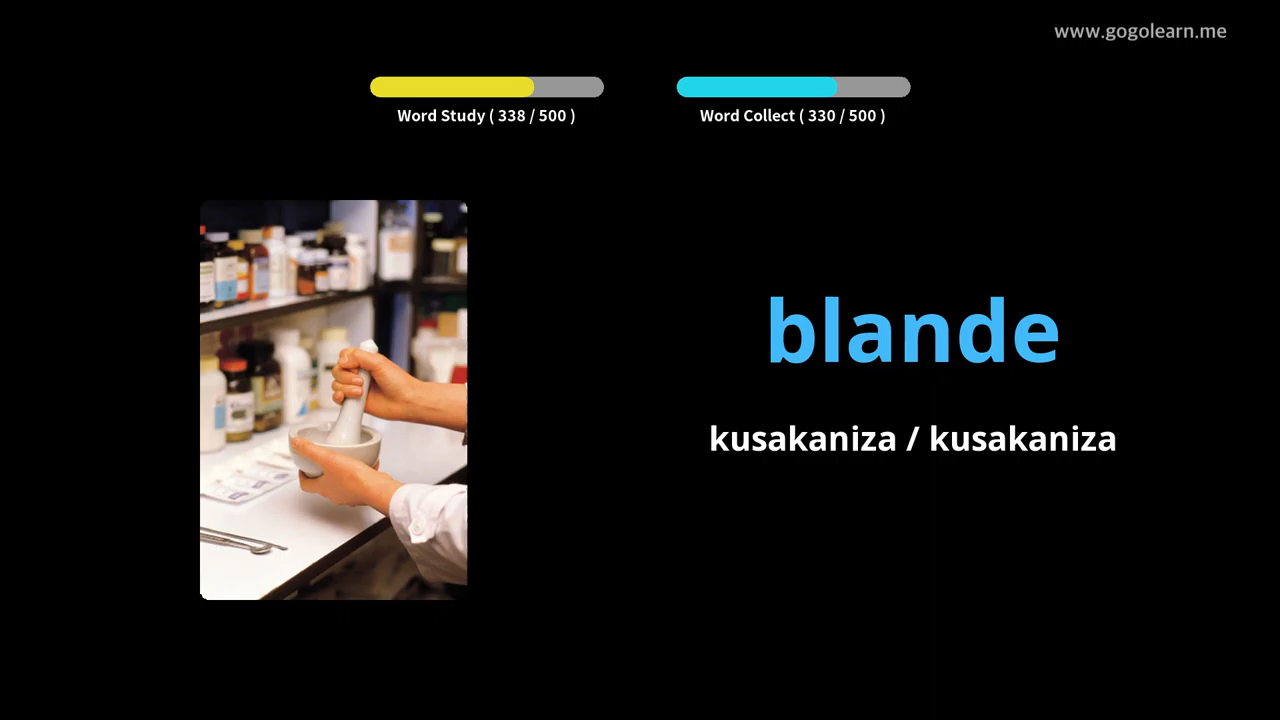 www.gogolearn.me
Word Study ( 338 / 500 )
Word Collect ( 330 / 500 )
blande
kusakaniza / kusakaniza